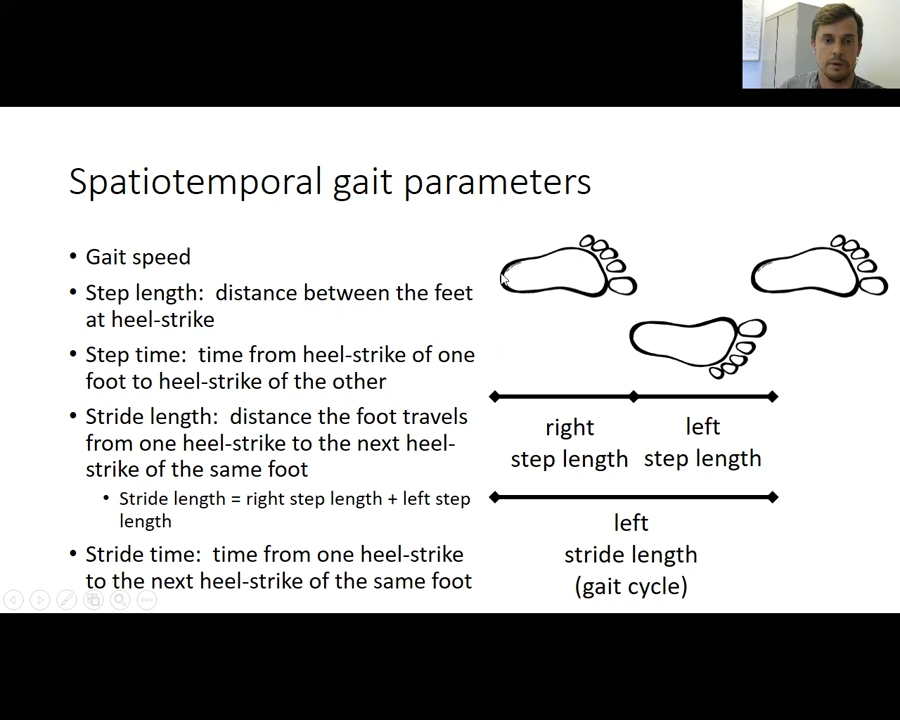 Spatiotemporal gait parameters
• Gait speed
• Step length:  distance between the feet
at heel-strike
• Step time:  time from heel-strike of one
foot to heel-strike of the other
• Stride length:  distance the foot travels
from one heel-strike to the next heel-
strike of the same foot
• Stride length = right step length + left step
length
• Stride time:  time from one heel-strike
to the next heel-strike of the same foot
right
step length
left
step length
left
stride length
(gait cycle)